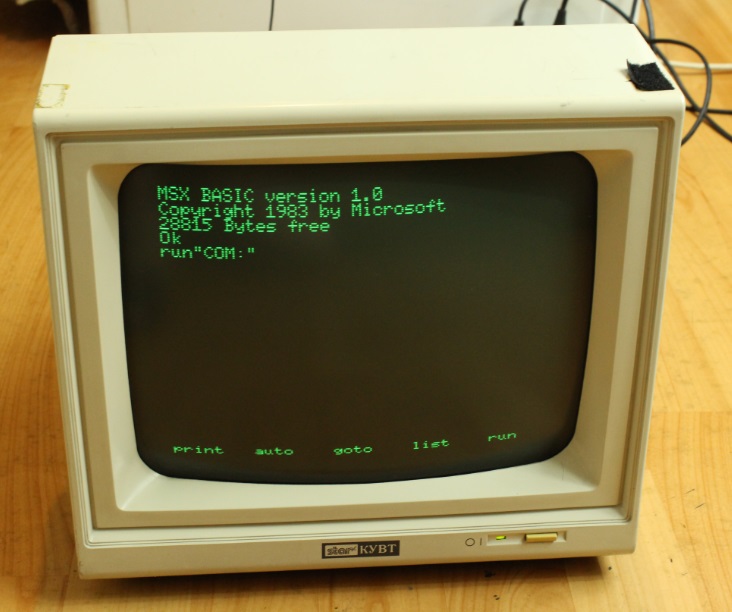 MSX BASIC version 1.0
Copyright 1983 by Microsoft
28815 Bytes free
Ok
run"COM:"
print auto goto list run
star КУВТ